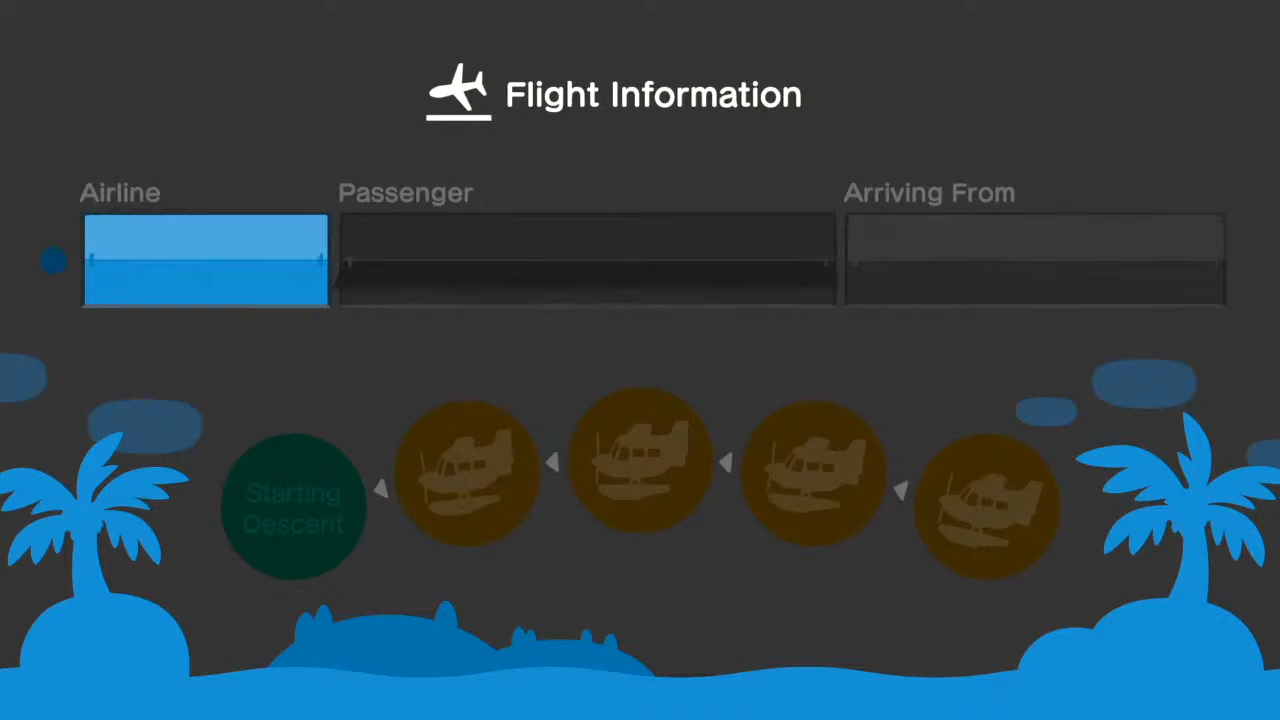 Flight Information
Airline
Passenger
Arriving From
Starting
Descent